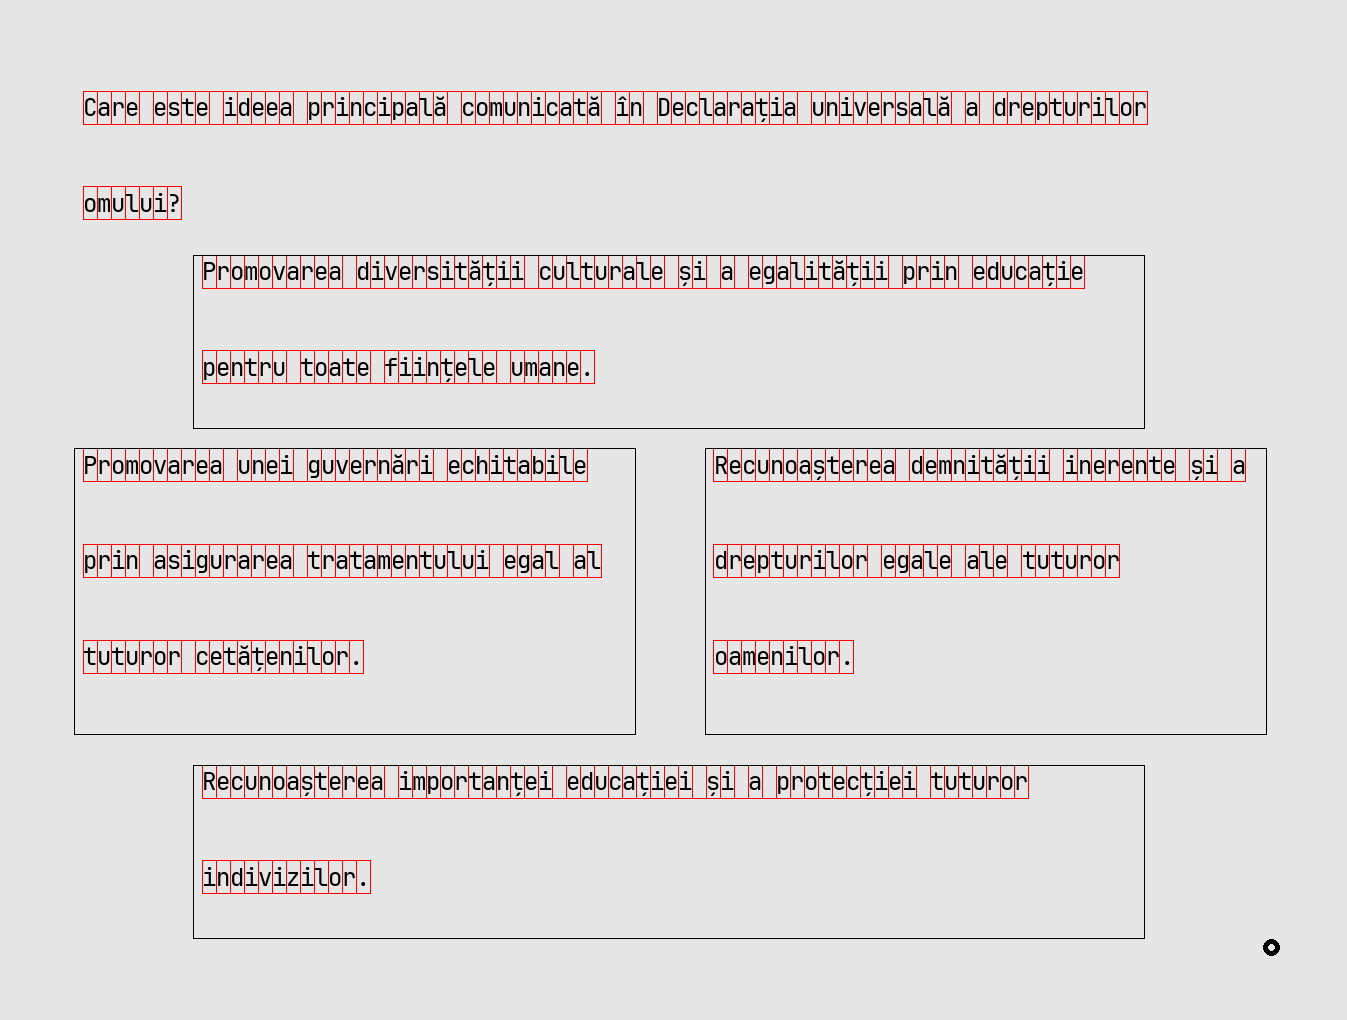 Care este ideea principală comunicată în Declarația universală a drepturilor
omului?
Promovarea diversității culturale și a egalității prin educație
pentru toate ființele umane.
Promovarea unei guvernări echitabile
prin asigurarea tratamentului egal al
tuturor cetățenilor.
Recunoașterea demnității inerente și a
drepturilor egale ale tuturor
oamenilor.
Recunoașterea importanței educației și a protecției tuturor
indivizilor.